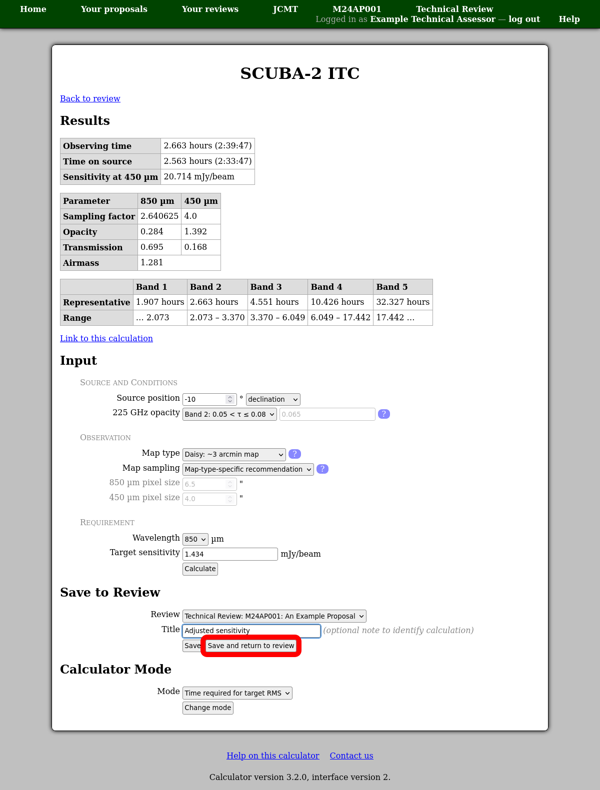 Home Your proposals Your reviews JCMT M24AP001 Technical Review
Logged in as Example Technical Assessor — log out Help
SCUBA-2 ITC
Back to review
Results
Observing time 2.663 hours (2:39:47)
Time on source 2.563 hours (2:33:47)
Sensitivity at 450 µm 20.714 mJy/beam
Parameter 850 µm 450 µm
Sampling factor 2.640625 4.0
Opacity 0.284 1.392
Transmission 0.695 0.168
Airmass 1.281
Band 1 Band 2 Band 3 Band 4 Band 5
Representative 1.907 hours 2.663 hours 4.551 hours 10.426 hours 32.327 hours
Range ... 2.073 2.073 – 3.370 3.370 – 6.049 6.049 – 17.442 17.442 ...
Link to this calculation
Input
Source and Conditions
Source position -10 ° declination
225 GHz opacity Band 2: 0.05 < τ ≤ 0.08 0.065 ?
Observation
Map type Daisy: ~3 arcmin map ?
Map sampling Map-type-specific recommendation ?
850 µm pixel size 6.5 "
450 µm pixel size 4.0 "
Requirement
Wavelength 850 µm
Target sensitivity 1.434 mJy/beam
Calculate
Save to Review
Review Technical Review: M24AP001: An Example Proposal
Title Adjusted sensitivity (optional note to identify calculation)
Save Save and return to review
Calculator Mode
Mode Time required for target RMS
Change mode
Help on this calculator Contact us
Calculator version 3.2.0, interface version 2.